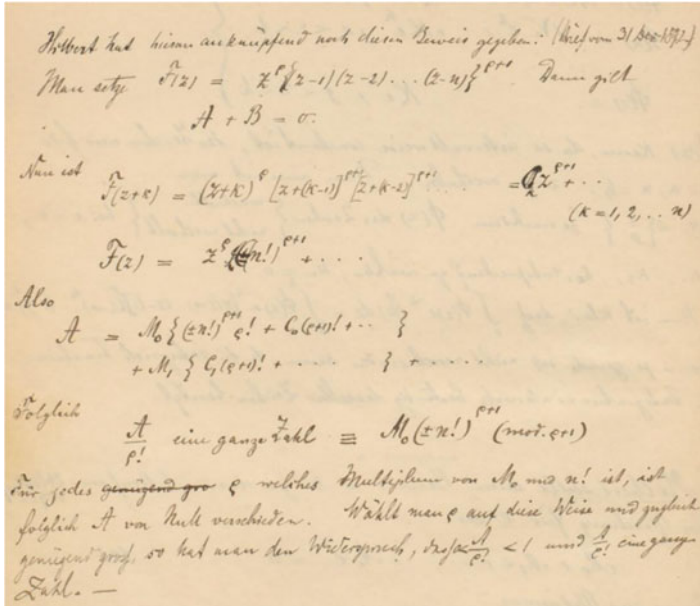 Hilbert hat hieran anknüpfend noch diesen Beweis gegeben: (Brief vom 31 Dec. 1892)
Man setze F(z) = z^ρ {(z-1)(z-2)...(z-n)}^{ρ+1} Dann gilt
A + B = 0.
Nun ist F(z+k) = (z+k)^ρ [z+(k-1)]^{ρ+1} [z+(k-2)]^{ρ+1} = C_k z^{ρ+1} + ..
(k = 1, 2, .. n)
F(z) = z^ρ (±n!)^{ρ+1} + ....
Also
A = M_0 { (±n!)^{ρ+1} ρ! + C_0 (ρ+1)! + .. }
+ M_1 { C_1 (ρ+1)! + ..... } + .....
Folglich
A/ρ! eine ganze Zahl ≡ M_0 (±n!)^{ρ+1} (mod. ρ+1)
Für jedes genügend gro ρ welches Multiplum von M_0 und n! ist, ist
folglich A von Null verschieden. Wählt man ρ auf diese Weise und zugleich
genügend groß, so hat man den Widerspruch, daß A/ρ! < 1 und A/ρ! eine ganze
Zahl. —